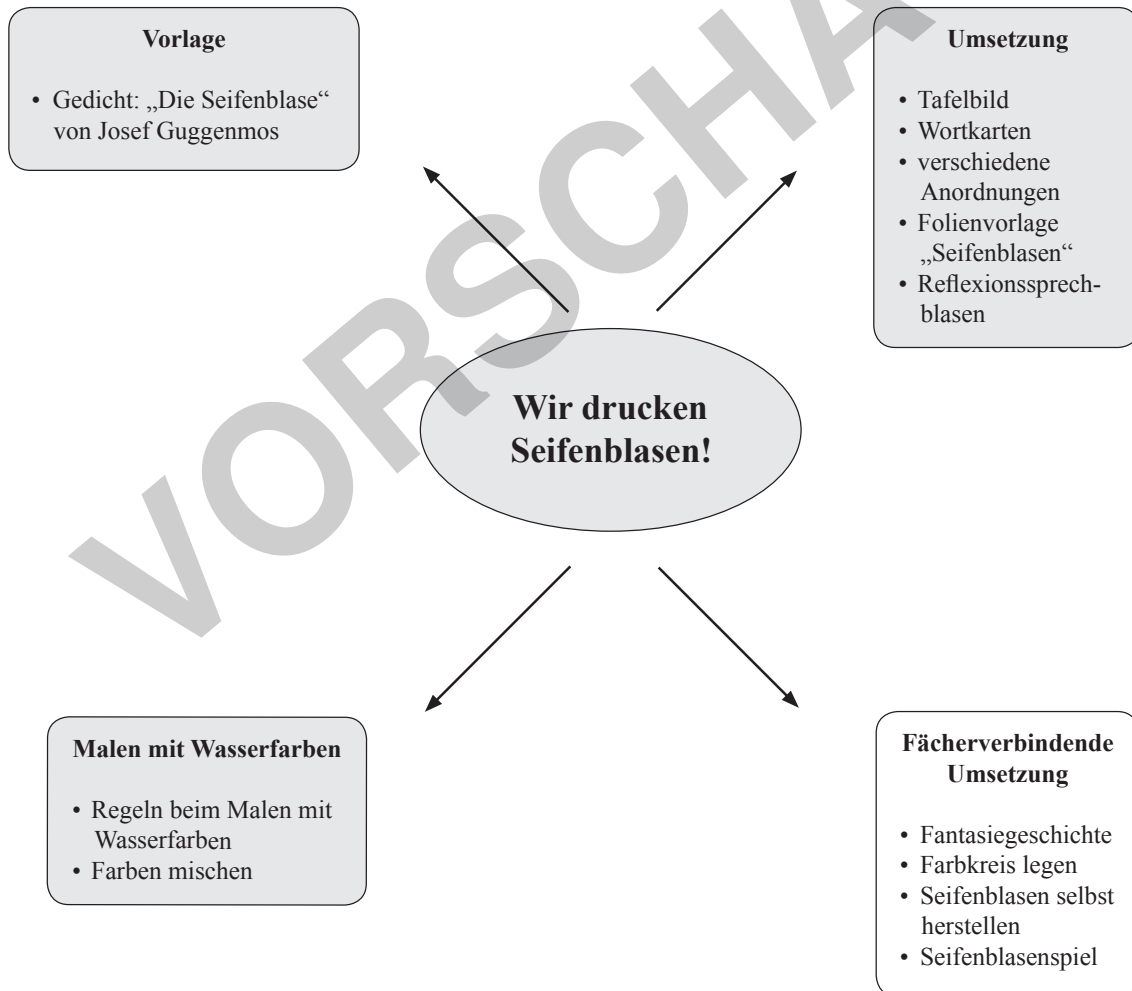 Vorlage
• Gedicht: „Die Seifenblase“
von Josef Guggenmos
Umsetzung
• Tafelbild
• Wortkarten
• verschiedene
Anordnungen
• Folienvorlage
„Seifenblasen“
• Reflexionssprech-
blasen
Wir drucken
Seifenblasen!
Malen mit Wasserfarben
• Regeln beim Malen mit
Wasserfarben
• Farben mischen
Fächerverbindende
Umsetzung
• Fantasiegeschichte
• Farbkreis legen
• Seifenblasen selbst
herstellen
• Seifenblasenspiel
VORSCHA